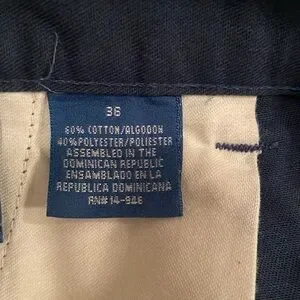 36
60% COTTON/ALGODON
40% POLYESTER/POLIESTER
ASSEMBLED IN THE
DOMINICAN REPUBLIC
ENSAMBLADO EN LA
REPUBLICA DOMINICANA
RN# 14-946